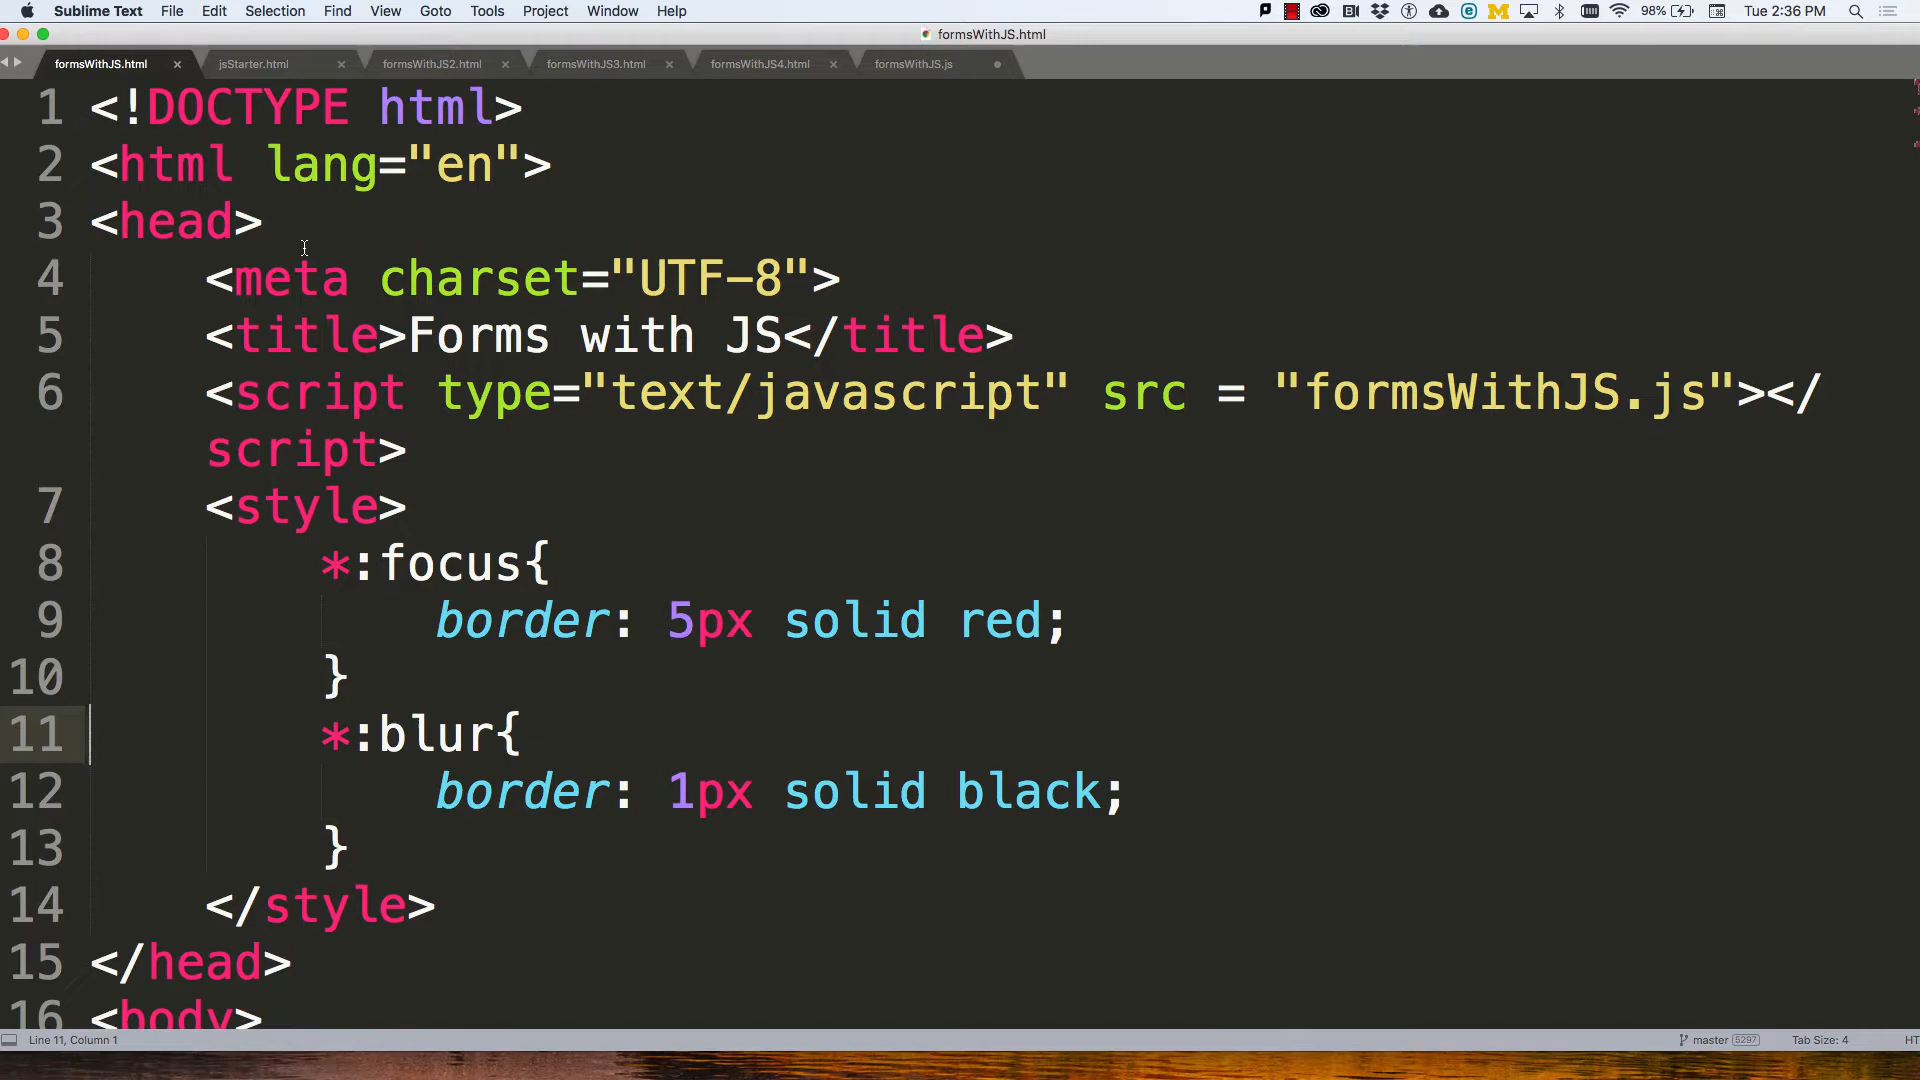 Sublime Text File Edit Selection Find View Goto Tools Project Window Help 98% Tue 2:36 PM
formsWithJS.html
formsWithJS.html jsStarter.html formsWithJS2.html formsWithJS3.html formsWithJS4.html formsWithJS.js
1 <!DOCTYPE html>
2 <html lang="en">
3 <head>
4 <meta charset="UTF-8">
5 <title>Forms with JS</title>
6 <script type="text/javascript" src = "formsWithJS.js"></
script>
7 <style>
8 *:focus{
9 border: 5px solid red;
10 }
11 *:blur{
12 border: 1px solid black;
13 }
14 </style>
15 </head>
16 <body>
Line 11, Column 1 master 5297 Tab Size: 4 HT